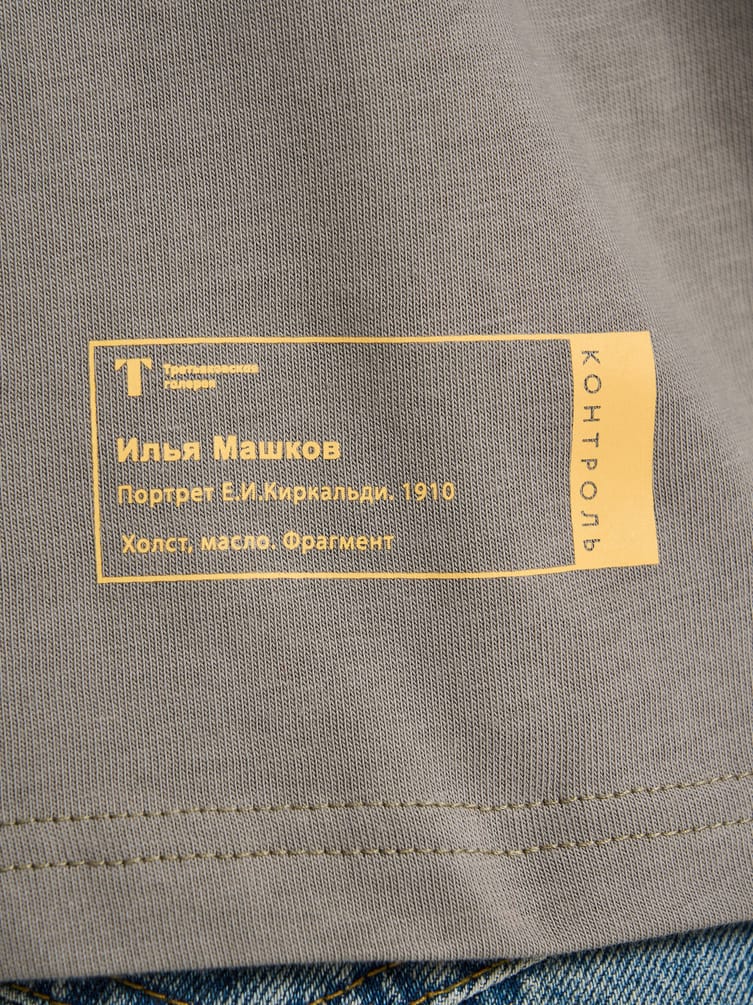 Т Третьяковская
галерея
Илья Машков
Портрет Е.И.Киркальди. 1910
Холст, масло. Фрагмент
КОНТРОЛЬ